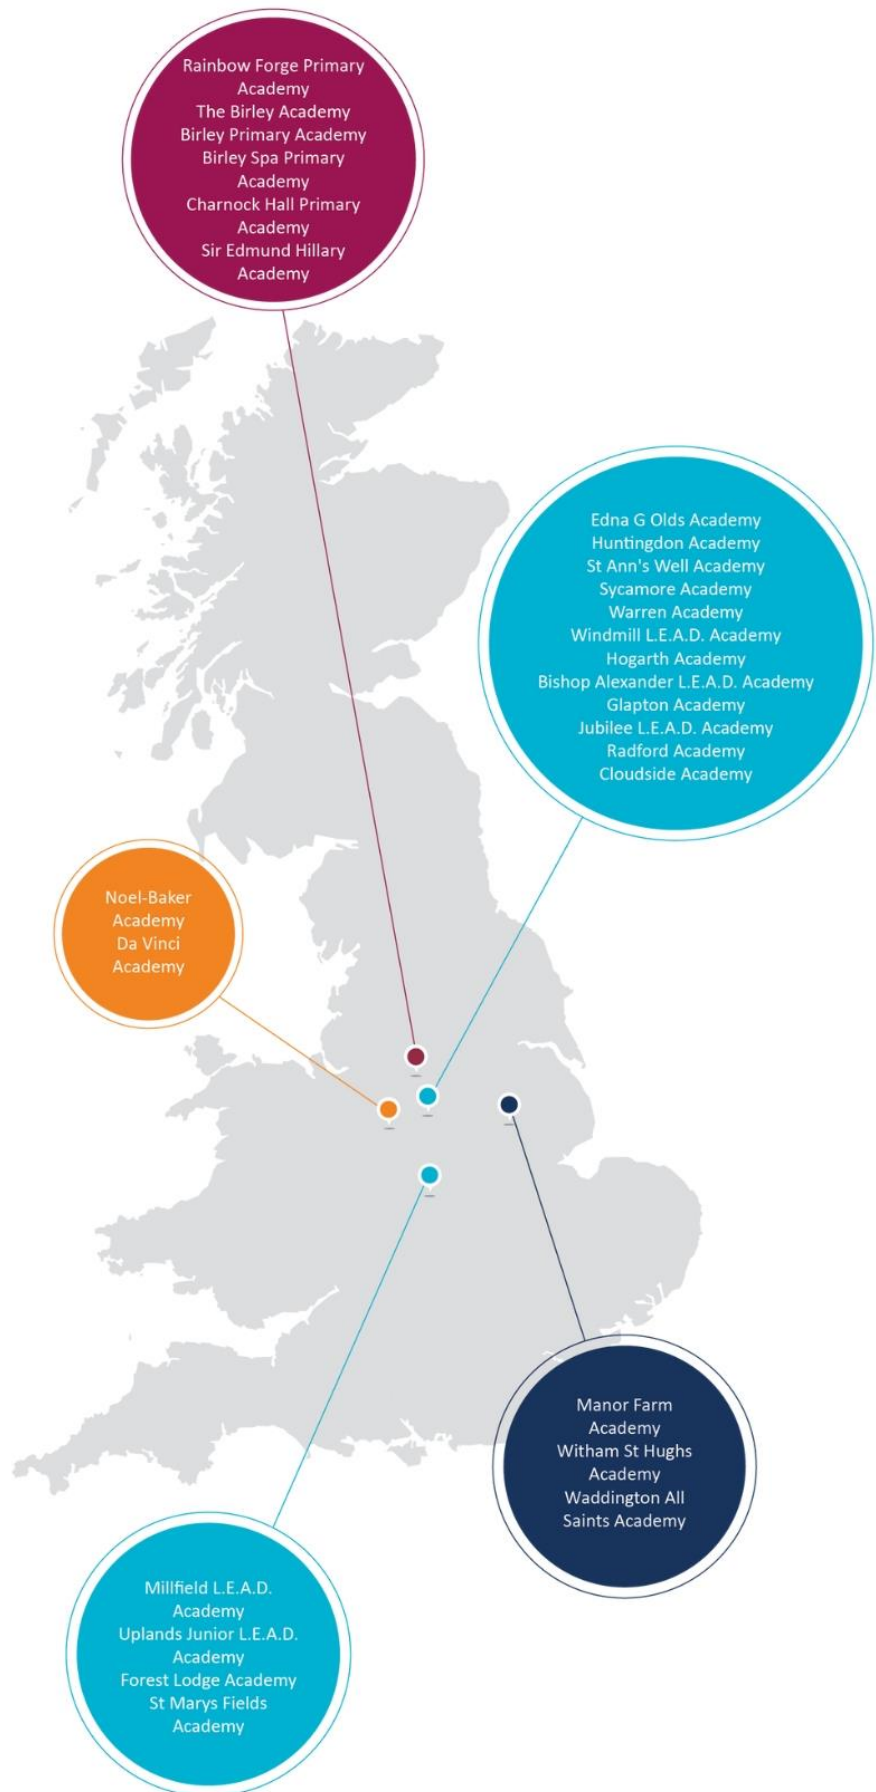 Rainbow Forge Primary
Academy
The Birley Academy
Birley Primary Academy
Birley Spa Primary
Academy
Charnock Hall Primary
Academy
Sir Edmund Hillary
Academy
Edna G Olds Academy
Huntingdon Academy
St Ann's Well Academy
Sycamore Academy
Warren Academy
Windmill L.E.A.D. Academy
Hogarth Academy
Bishop Alexander L.E.A.D. Academy
Glapton Academy
Jubilee L.E.A.D. Academy
Radford Academy
Cloudside Academy
Noel-Baker
Academy
Da Vinci
Academy
Manor Farm
Academy
Witham St Hughs
Academy
Waddington All
Saints Academy
Millfield L.E.A.D.
Academy
Uplands Junior L.E.A.D.
Academy
Forest Lodge Academy
St Marys Fields
Academy